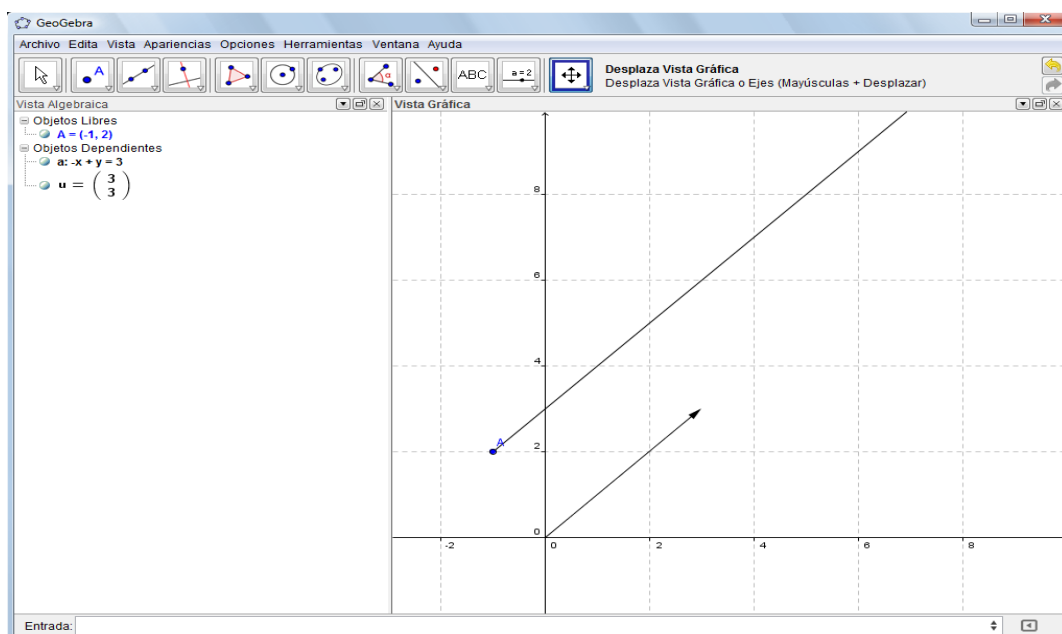 GeoGebra
Archivo Edita Vista Apariencias Opciones Herramientas Ventana Ayuda
A
α
ABC
a=2
Desplaza Vista Gráfica
Desplaza Vista Gráfica o Ejes (Mayúsculas + Desplazar)
Vista Algebraica
Vista Gráfica
Objetos Libres
A = (-1, 2)
Objetos Dependientes
a: -x + y = 3
u = ( 3
3 )
8
6
4
A
2
0
-2 0 2 4 6 8
Entrada: